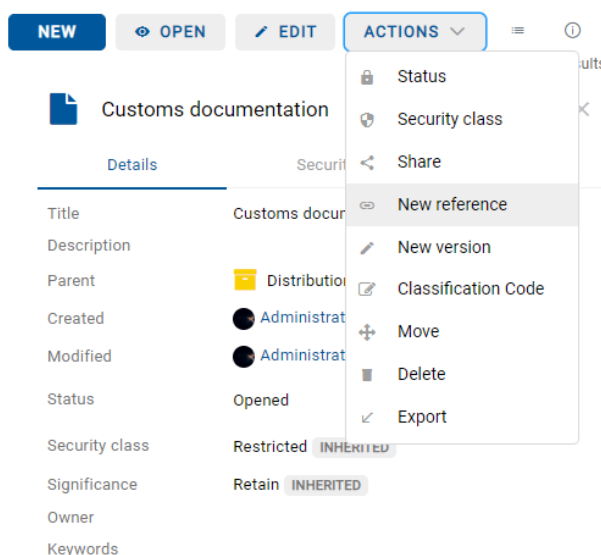 NEW OPEN EDIT ACTIONS
Status
Customs documentation
Security class
Share
Details
New reference
Title Customs
New version
Description
Classification Code
Parent
Created
Move
Modified
Delete
Status Opened
Export
Security class Restricted INHERITED
Significance Retain INHERITED
Owner
Keywords